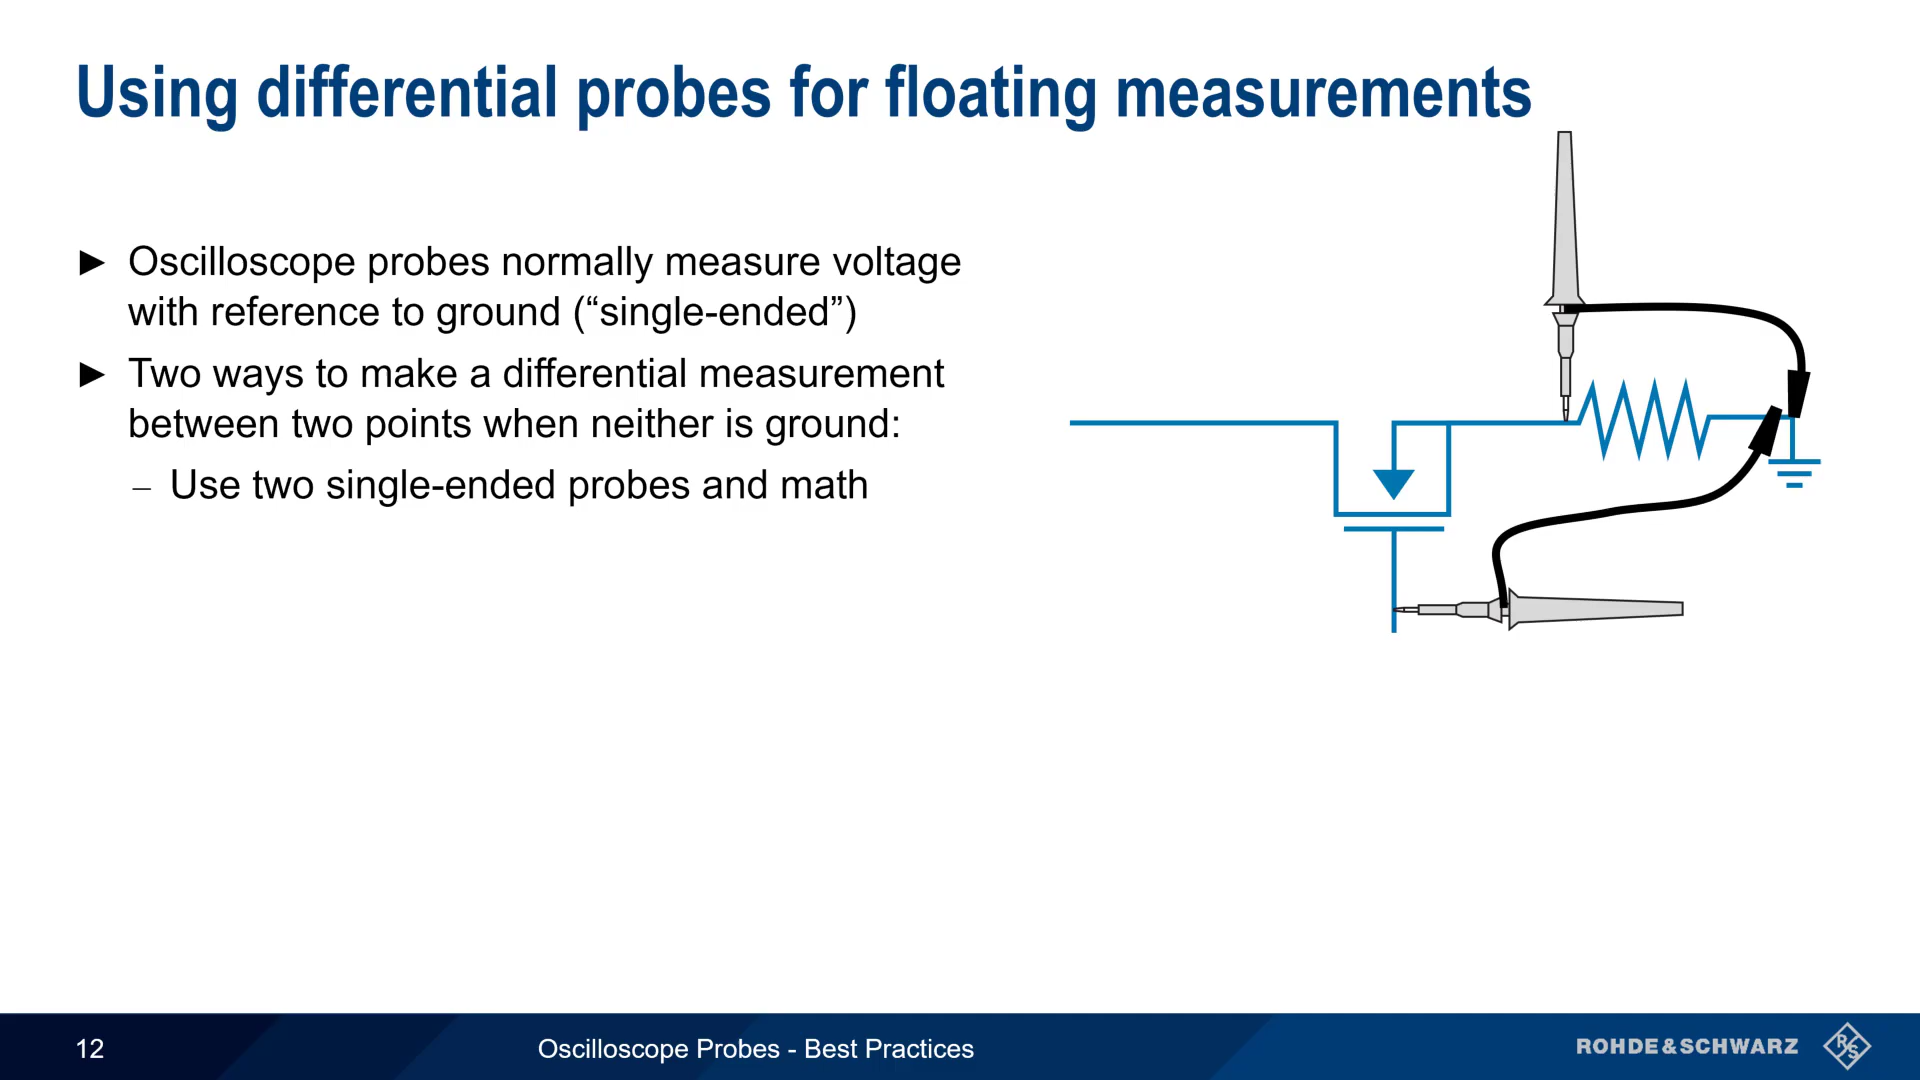 Using differential probes for floating measurements
► Oscilloscope probes normally measure voltage
with reference to ground (“single-ended”)
► Two ways to make a differential measurement
between two points when neither is ground:
– Use two single-ended probes and math
12
Oscilloscope Probes - Best Practices
ROHDE&SCHWARZ
R&S